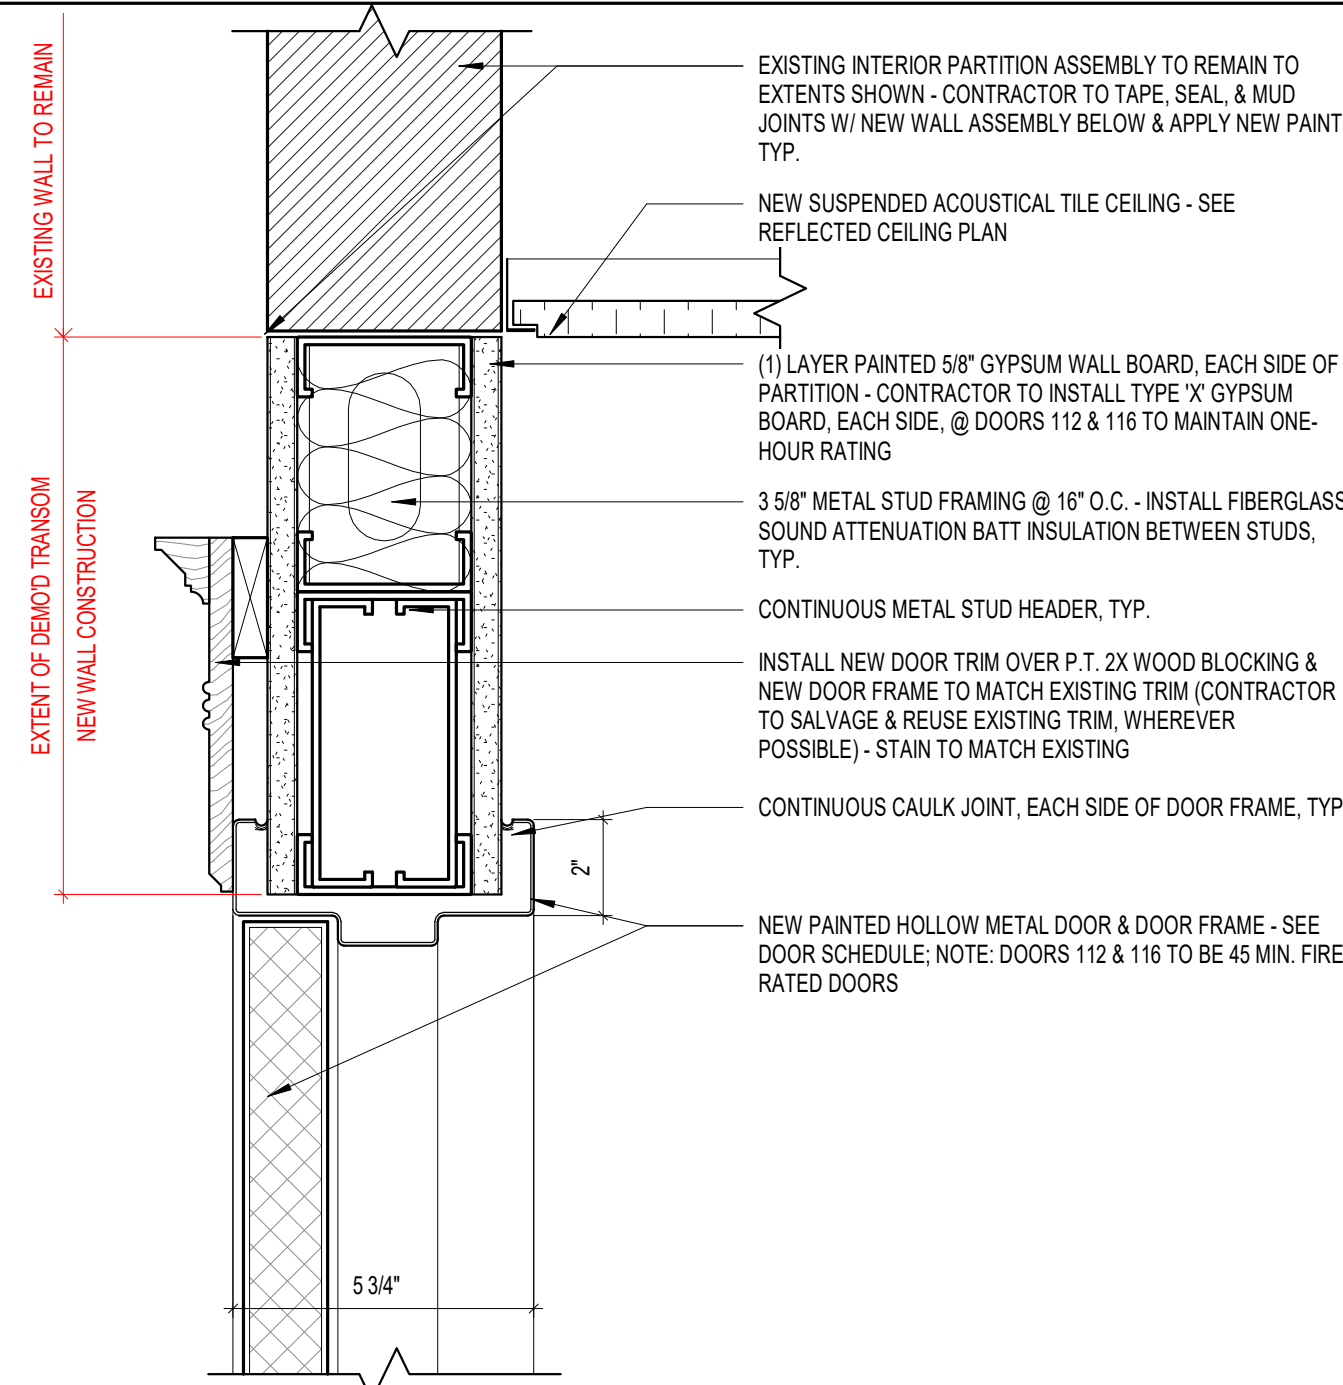 EXISTING WALL TO REMAIN
EXTENT OF DEMO'D TRANSOM
NEW WALL CONSTRUCTION
EXISTING INTERIOR PARTITION ASSEMBLY TO REMAIN TO
EXTENTS SHOWN - CONTRACTOR TO TAPE, SEAL, & MUD
JOINTS W/ NEW WALL ASSEMBLY BELOW & APPLY NEW PAINT
TYP.
NEW SUSPENDED ACOUSTICAL TILE CEILING - SEE
REFLECTED CEILING PLAN
(1) LAYER PAINTED 5/8" GYPSUM WALL BOARD, EACH SIDE OF
PARTITION - CONTRACTOR TO INSTALL TYPE 'X' GYPSUM
BOARD, EACH SIDE, @ DOORS 112 & 116 TO MAINTAIN ONE-
HOUR RATING
3 5/8" METAL STUD FRAMING @ 16" O.C. - INSTALL FIBERGLASS
SOUND ATTENUATION BATT INSULATION BETWEEN STUDS,
TYP.
CONTINUOUS METAL STUD HEADER, TYP.
INSTALL NEW DOOR TRIM OVER P.T. 2X WOOD BLOCKING &
NEW DOOR FRAME TO MATCH EXISTING TRIM (CONTRACTOR
TO SALVAGE & REUSE EXISTING TRIM, WHEREVER
POSSIBLE) - STAIN TO MATCH EXISTING
CONTINUOUS CAULK JOINT, EACH SIDE OF DOOR FRAME, TYP
2"
NEW PAINTED HOLLOW METAL DOOR & DOOR FRAME - SEE
DOOR SCHEDULE; NOTE: DOORS 112 & 116 TO BE 45 MIN. FIRE
RATED DOORS
5 3/4"